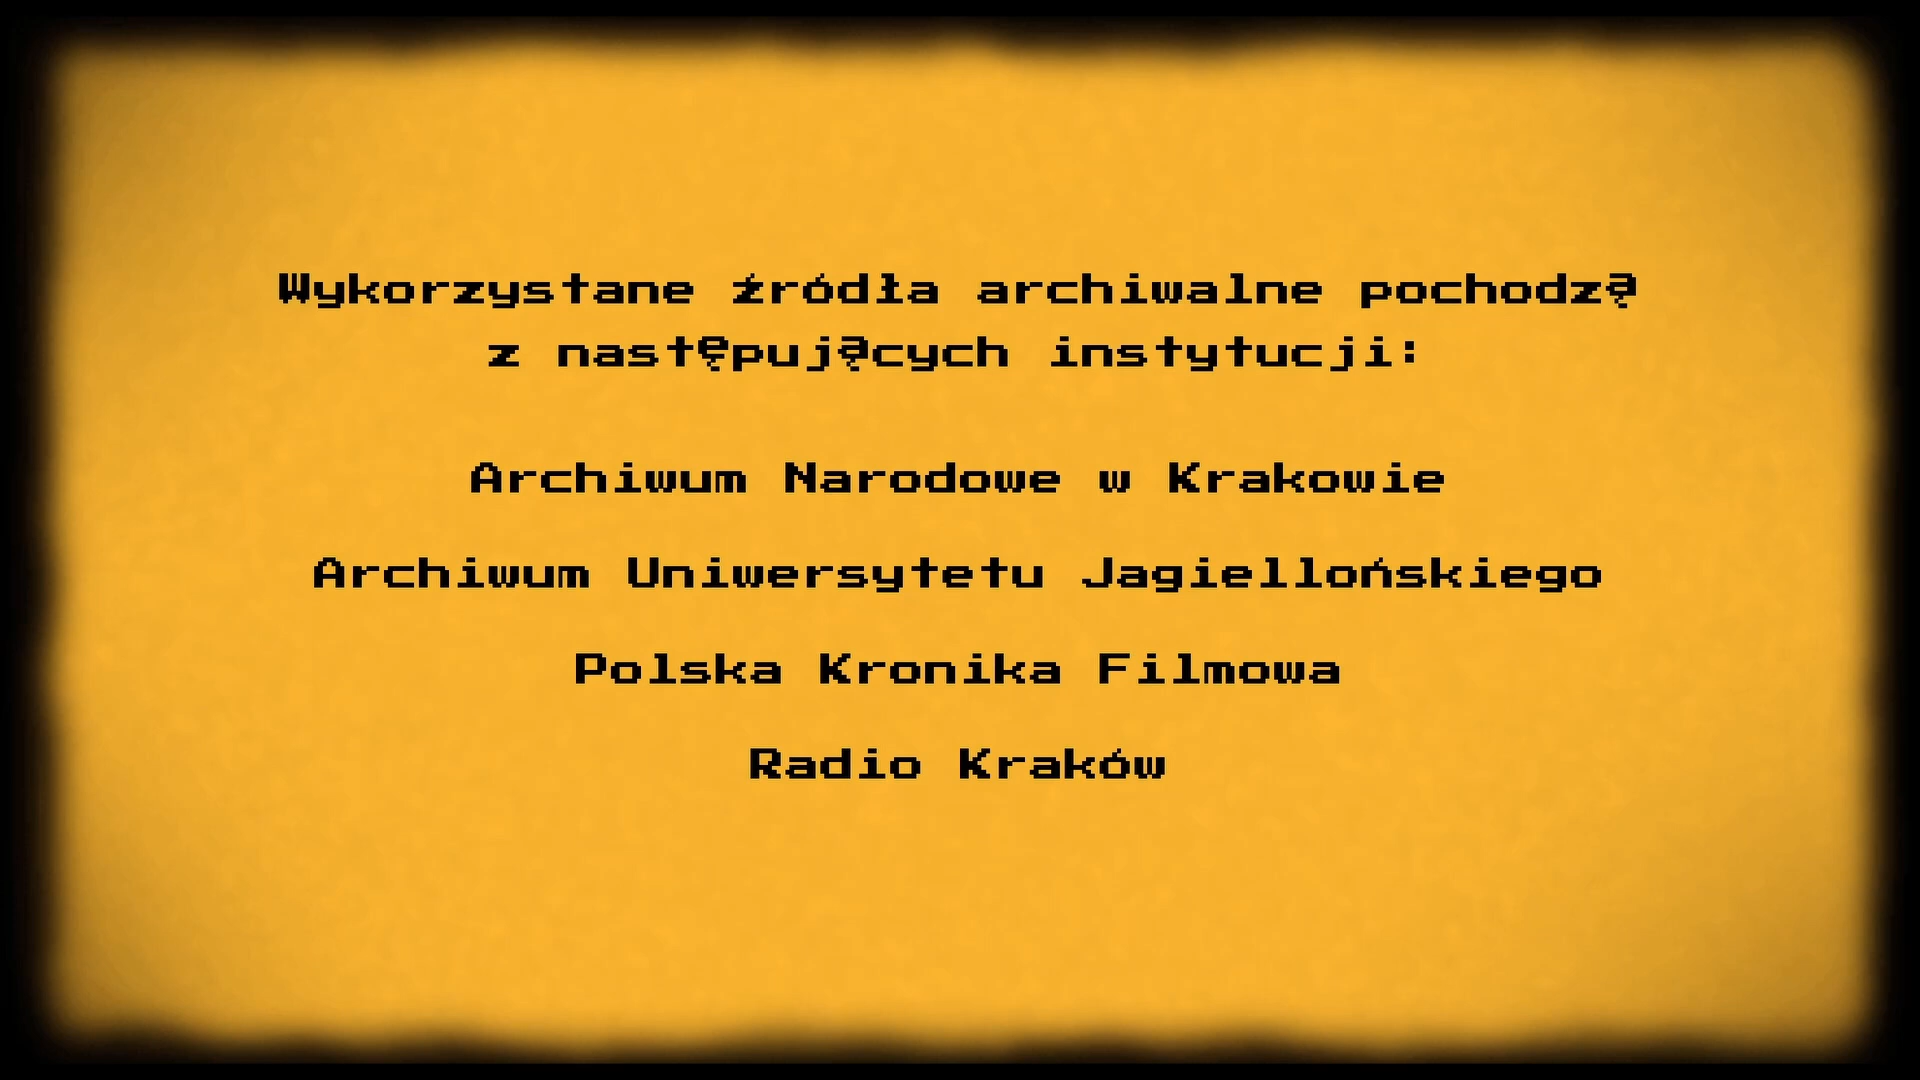 Wykorzystane źródła archiwalne pochodzą
z następujących instytucji:
Archiwum Narodowe w Krakowie
Archiwum Uniwersytetu Jagiellońskiego
Polska Kronika Filmowa
Radio Kraków